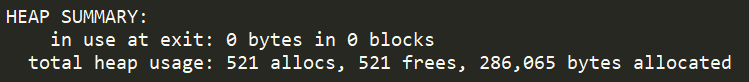 HEAP SUMMARY:
in use at exit: 0 bytes in 0 blocks
total heap usage: 521 allocs, 521 frees, 286,065 bytes allocated